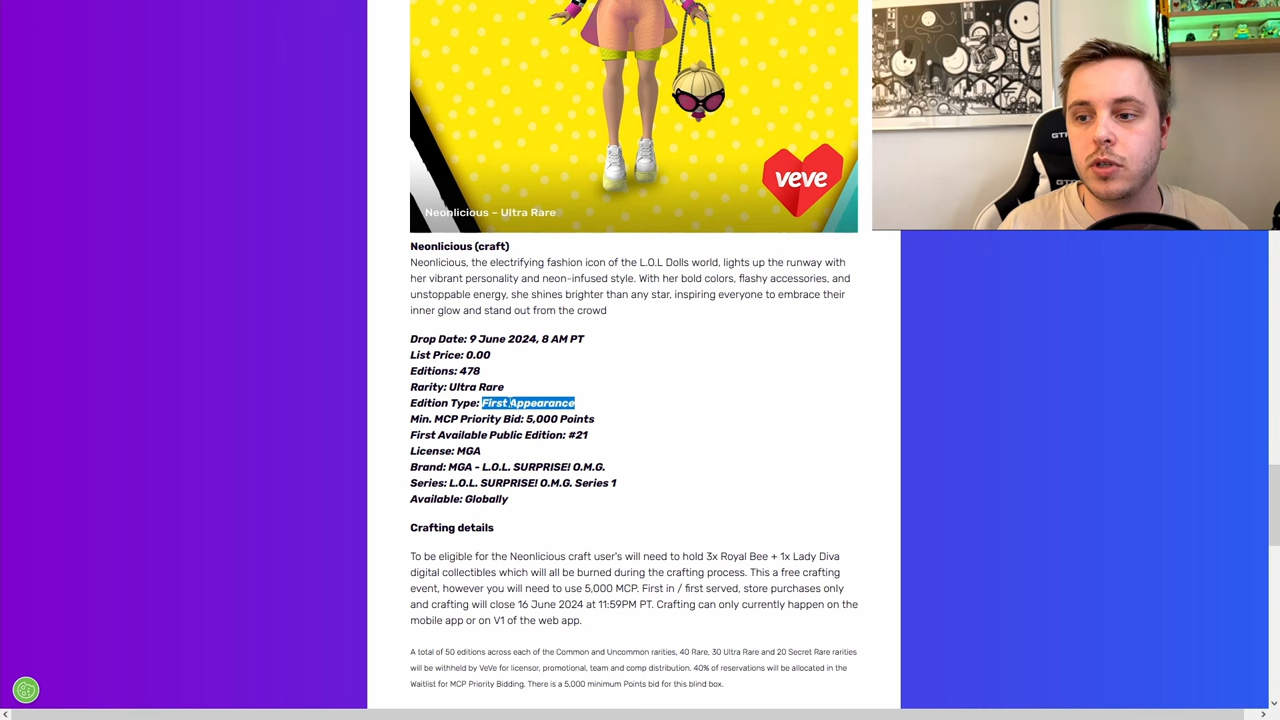 veve
Neonlicious – Ultra Rare
Neonlicious (craft)
Neonlicious, the electrifying fashion icon of the L.O.L Dolls world, lights up the runway with
her vibrant personality and neon-infused style. With her bold colors, flashy accessories, and
unstoppable energy, she shines brighter than any star, inspiring everyone to embrace their
inner glow and stand out from the crowd
Drop Date: 9 June 2024, 8 AM PT
List Price: 0.00
Editions: 478
Rarity: Ultra Rare
Edition Type: First Appearance
Min. MCP Priority Bid: 5,000 Points
First Available Public Edition: #21
License: MGA
Brand: MGA - L.O.L. SURPRISE! O.M.G.
Series: L.O.L. SURPRISE! O.M.G. Series 1
Available: Globally
Crafting details
To be eligible for the Neonlicious craft user's will need to hold 3x Royal Bee + 1x Lady Diva
digital collectibles which will all be burned during the crafting process. This a free crafting
event, however you will need to use 5,000 MCP. First in / first served, store purchases only
and crafting will close 16 June 2024 at 11:59PM PT. Crafting can only currently happen on the
mobile app or on V1 of the web app.
A total of 50 editions across each of the Common and Uncommon rarities, 40 Rare, 30 Ultra Rare and 20 Secret Rare rarities
will be withheld by VeVe for licensor, promotional, team and comp distribution. 40% of reservations will be allocated in the
Waitlist for MCP Priority Bidding. There is a 5,000 minimum Points bid for this blind box.